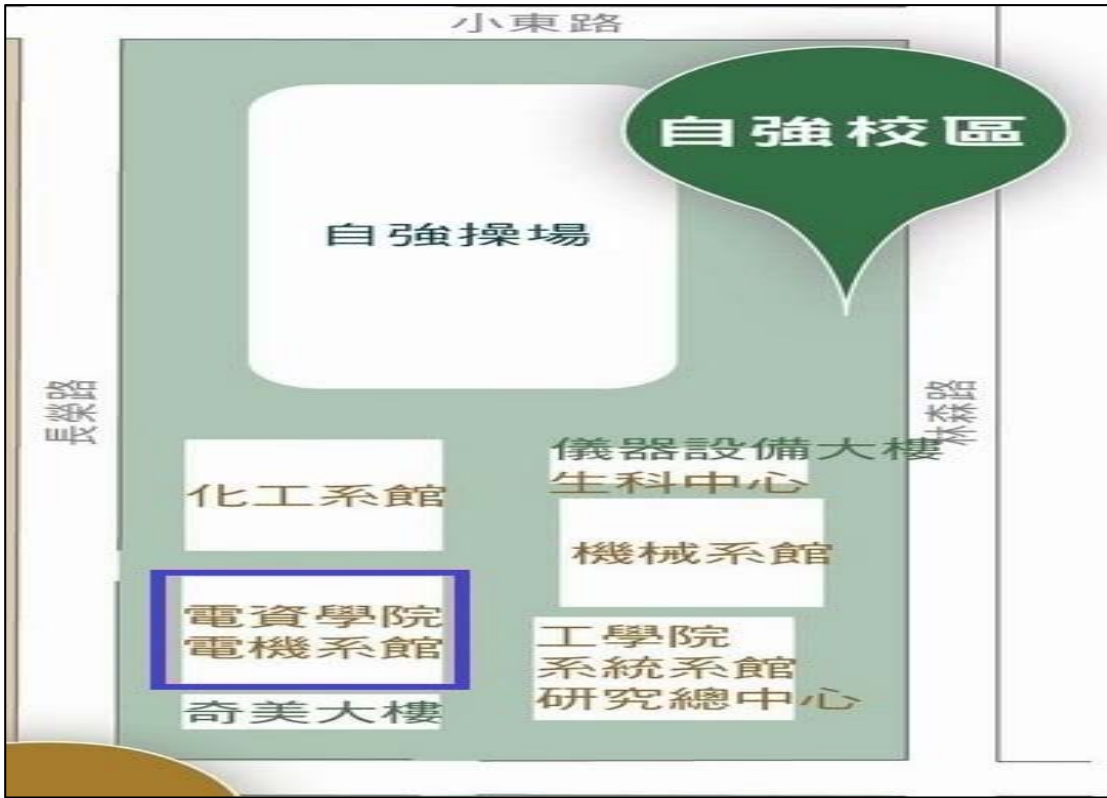 小東路
自強校區
自強操場
長榮路
林森路
儀器設備大樓
生科中心
化工系館
機械系館
電資學院
電機系館
工學院
系統系館
研究總中心
奇美大樓